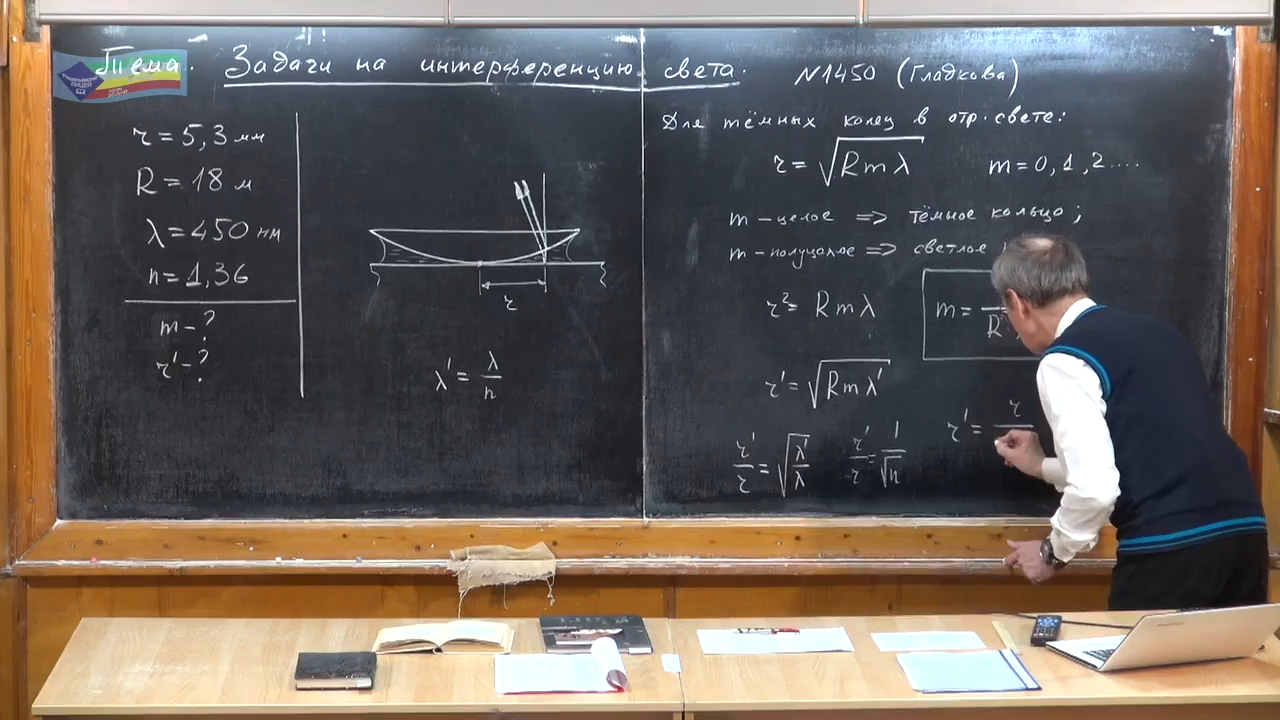 Тема. Задачи на интерференцию света. N1450 (Гладкова)
r = 5,3 мм
R = 18 м
λ = 450 нм
n = 1,36
m - ?
r' - ?
r
λ' = λ/n
Для тёмных колец в отр. свете:
r = √(Rmλ) m = 0, 1, 2 ....
m - целое => тёмное кольцо;
m - полуцелое => светлое
r² = Rmλ
m = R
r' = √(Rmλ')
r'/r = √(λ'/λ) r'/r = 1/√n r' = r